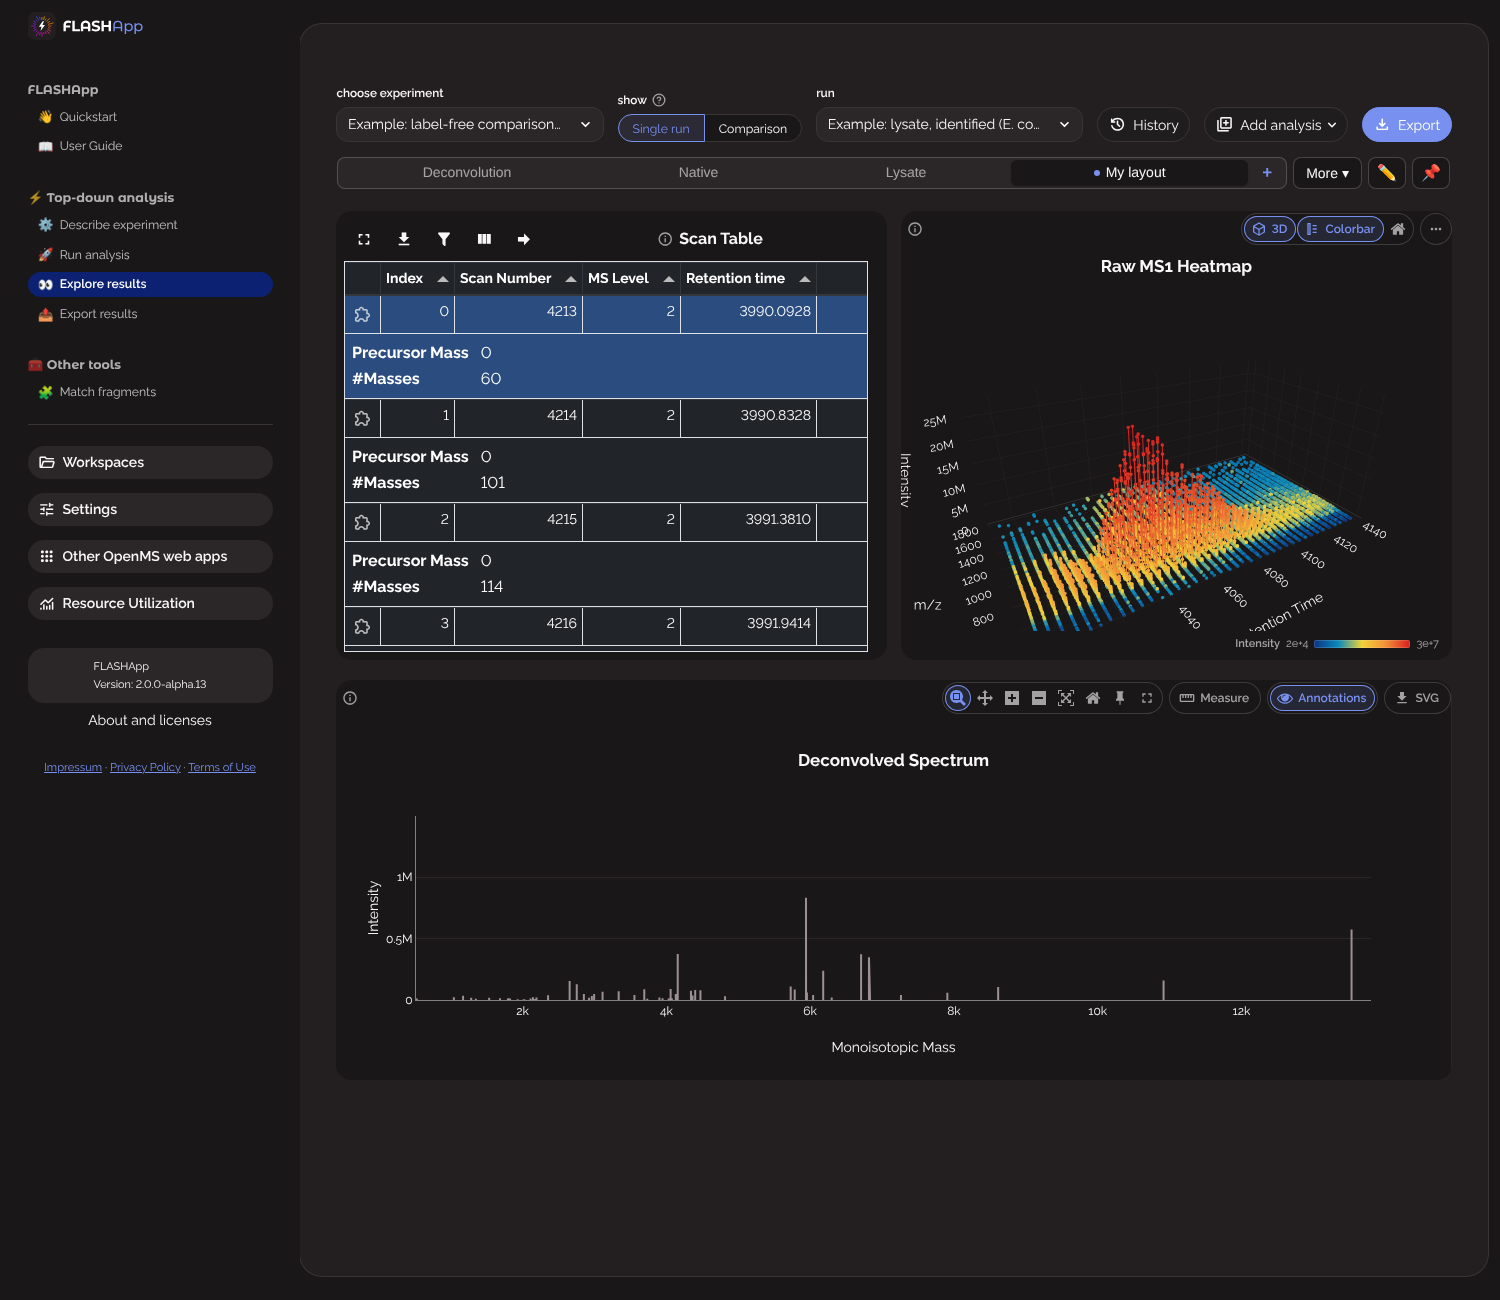 FLASHApp
FLASHApp
Quickstart
User Guide
Top-down analysis
Describe experiment
Run analysis
Explore results
Export results
Other tools
Match fragments
Workspaces
Settings
Other OpenMS web apps
Resource Utilization
FLASHApp
Version: 2.0.0-alpha.13
About and licenses
Impressum · Privacy Policy · Terms of Use
choose experiment
Example: label-free comparison...
show
Single run
Comparison
run
Example: lysate, identified (E. co...
History
Add analysis
Export
Deconvolution
Native
Lysate
My layout
+
More ▾
Scan Table
Index Scan Number MS Level Retention time
0 4213 2 3990.0928
Precursor Mass 0
#Masses 60
1 4214 2 3990.8328
Precursor Mass 0
#Masses 101
2 4215 2 3991.3810
Precursor Mass 0
#Masses 114
3 4216 2 3991.9414
3D
Colorbar
Raw MS1 Heatmap
Intensity
25M
20M
15M
10M
5M
0
1800
1600
1400
1200
1000
800
m/z
4040
4060
4080
4100
4120
4140
tention Time
Intensity 2e+4 3e+7
Measure
Annotations
SVG
Deconvolved Spectrum
Intensity
1M
0.5M
0
2k 4k 6k 8k 10k 12k
Monoisotopic Mass